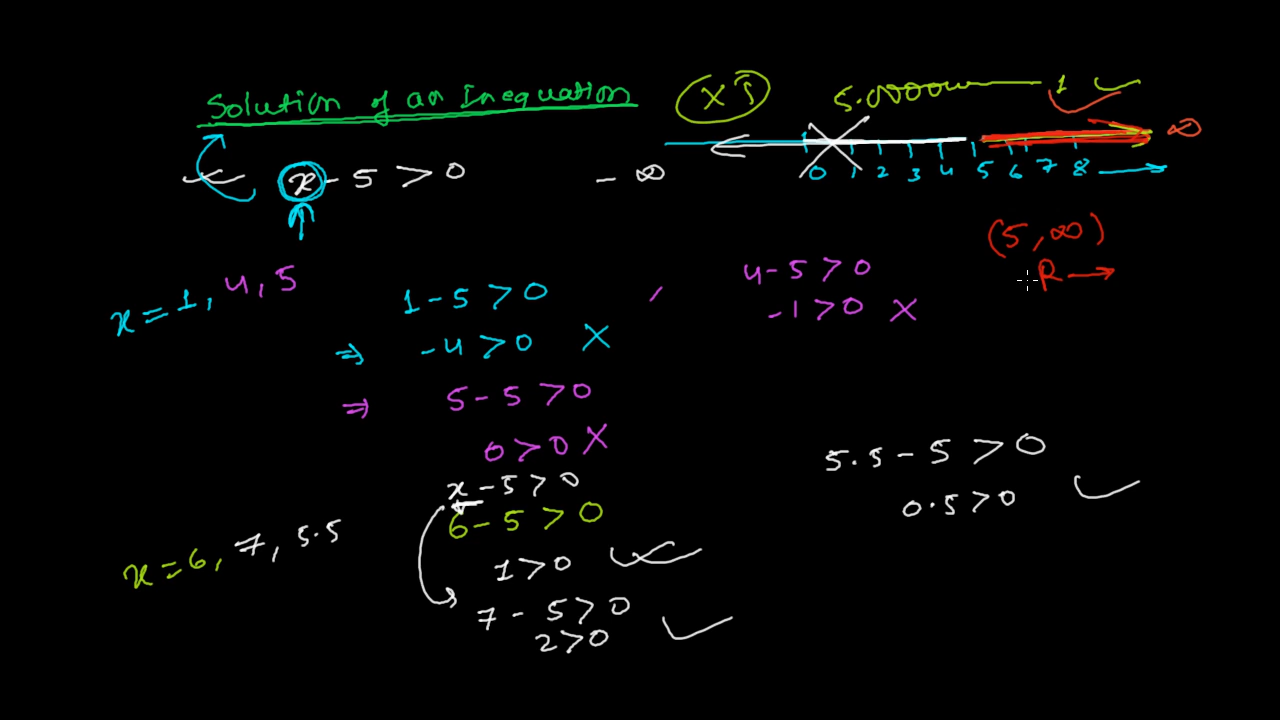 Solution of an Inequation
x - 5 > 0
5.00000 1
- ∞ 0 1 2 3 4 5 6 7 8 ∞
(5, ∞)
R →
x = 1, 4, 5
1 - 5 > 0
⇒ -4 > 0 X
4 - 5 > 0
-1 > 0 X
⇒ 5 - 5 > 0
0 > 0 X
x - 5 > 0
x = 6, 7, 5.5
6 - 5 > 0
1 > 0 ✓
7 - 5 > 0
2 > 0 ✓
5.5 - 5 > 0
0.5 > 0 ✓